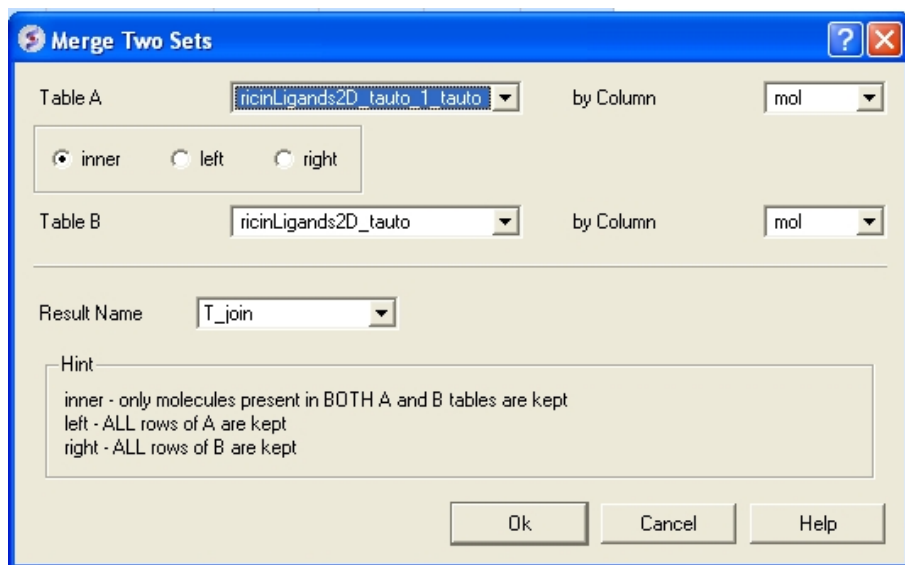 Merge Two Sets
Table A ricinLigands2D_tauto_1_tauto by Column mol
inner left right
Table B ricinLigands2D_tauto by Column mol
Result Name T_join
Hint
inner - only molecules present in BOTH A and B tables are kept
left - ALL rows of A are kept
right - ALL rows of B are kept
Ok Cancel Help